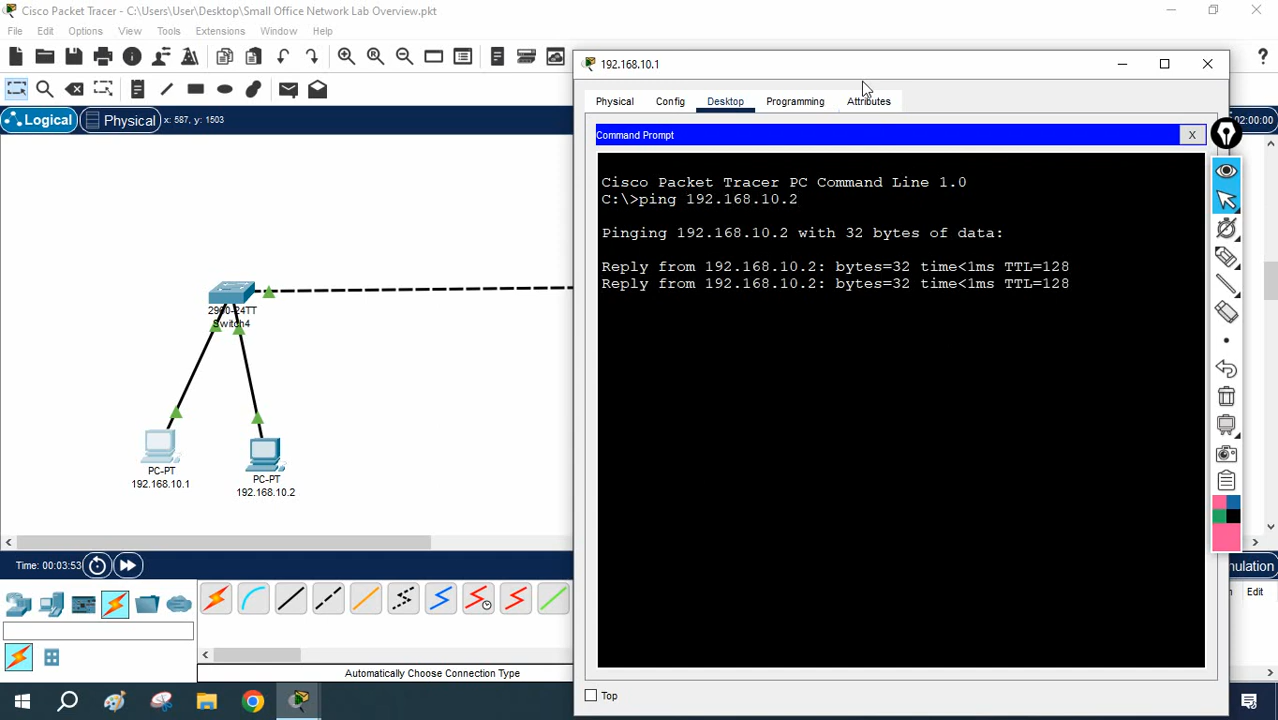 Cisco Packet Tracer - C:\Users\User\Desktop\Small Office Network Lab Overview.pkt
File Edit Options View Tools Extensions Window Help
192.168.10.1
Physical Config Desktop Programming Attributes
Logical Physical x: 587, y: 1503
02:00:00
Command Prompt
X
Cisco Packet Tracer PC Command Line 1.0
C:\>ping 192.168.10.2
Pinging 192.168.10.2 with 32 bytes of data:
Reply from 192.168.10.2: bytes=32 time<1ms TTL=128
Reply from 192.168.10.2: bytes=32 time<1ms TTL=128
Switch4
PC-PT
192.168.10.1
PC-PT
192.168.10.2
Time: 00:03:53
Edit
Automatically Choose Connection Type
Top